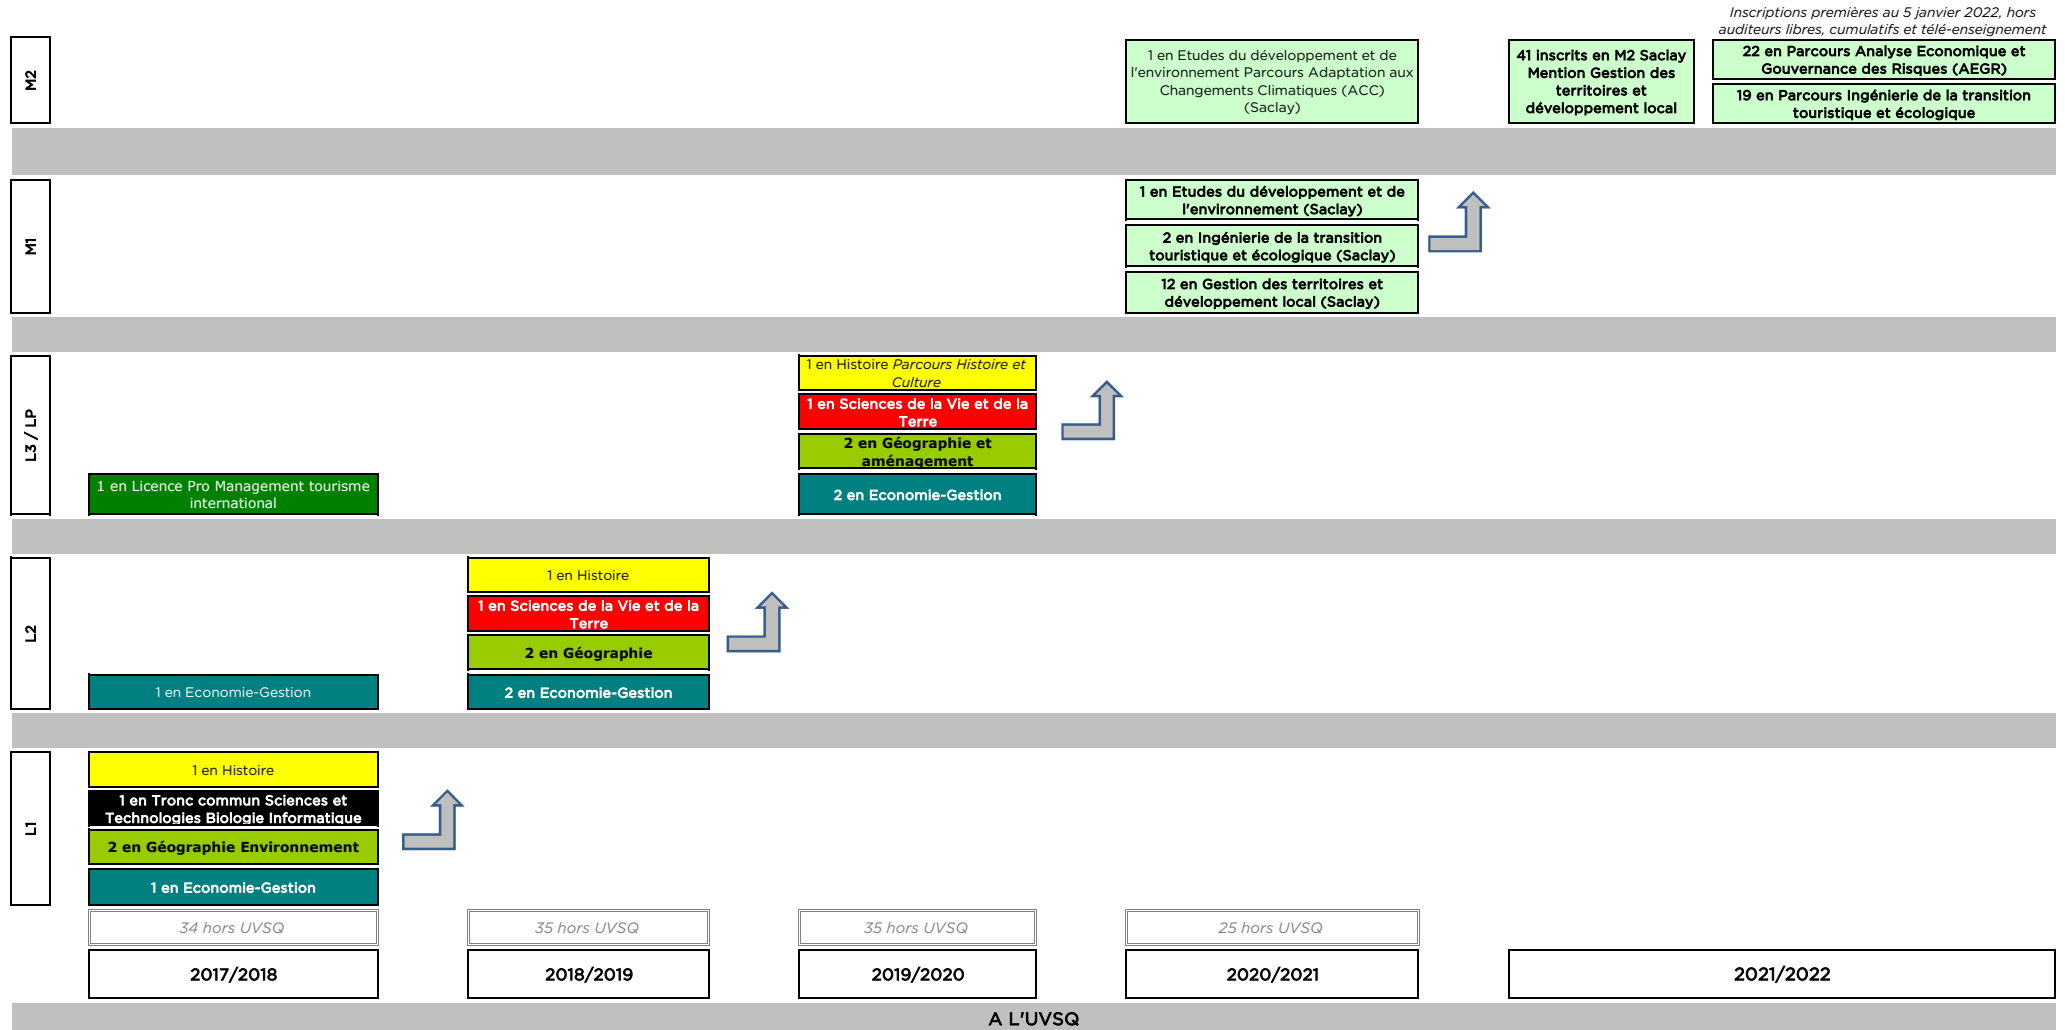 Inscriptions premières au 5 janvier 2022, hors
auditeurs libres, cumulatifs et télé-enseignement
M2
1 en Etudes du développement et de
l'environnement Parcours Adaptation aux
Changements Climatiques (ACC)
(Saclay)
41 inscrits en M2 Saclay
Mention Gestion des
territoires et
développement local
22 en Parcours Analyse Economique et
Gouvernance des Risques (AEGR)
19 en Parcours Ingénierie de la transition
touristique et écologique
M1
1 en Etudes du développement et de
l'environnement (Saclay)
2 en Ingénierie de la transition
touristique et écologique (Saclay)
12 en Gestion des territoires et
développement local (Saclay)
L3 / LP
1 en Licence Pro Management tourisme
international
1 en Histoire Parcours Histoire et
Culture
1 en Sciences de la Vie et de la
Terre
2 en Géographie et
aménagement
2 en Economie-Gestion
L2
1 en Economie-Gestion
1 en Histoire
1 en Sciences de la Vie et de la
Terre
2 en Géographie
2 en Economie-Gestion
L1
1 en Histoire
1 en Tronc commun Sciences et
Technologies Biologie Informatique
2 en Géographie Environnement
1 en Economie-Gestion
34 hors UVSQ
35 hors UVSQ
35 hors UVSQ
25 hors UVSQ
2017/2018
2018/2019
2019/2020
2020/2021
2021/2022
A L'UVSQ